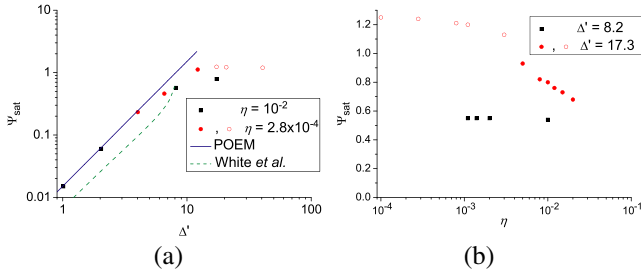 10
1
0.1
0.01
Ψsat
1
10
100
Δ'
η = 10⁻²
, η = 2.8x10⁻⁴
POEM
White et al.
(a)
1.2
1.0
0.8
0.6
0.4
0.2
0.0
Ψsat
10⁻⁴
10⁻³
10⁻²
10⁻¹
η
Δ' = 8.2
, Δ' = 17.3
(b)